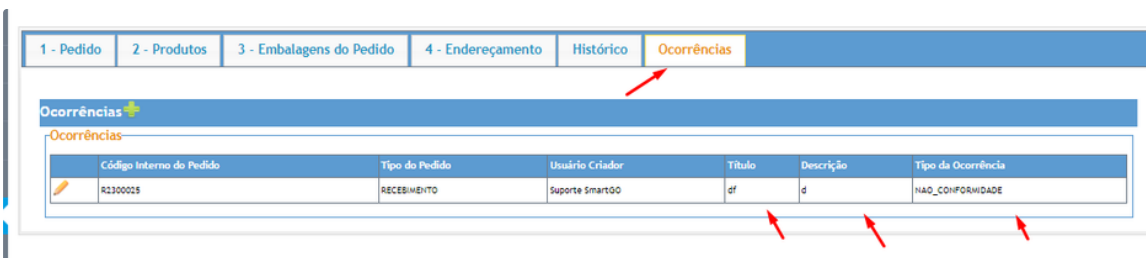 1 - Pedido 2 - Produtos 3 - Embalagens do Pedido 4 - Endereçamento Histórico Ocorrências
Ocorrências
Ocorrências
Código Interno do Pedido Tipo do Pedido Usuário Criador Título Descrição Tipo da Ocorrência
R2300025 RECEBIMENTO Suporte SmartGO df d NAO_CONFORMIDADE